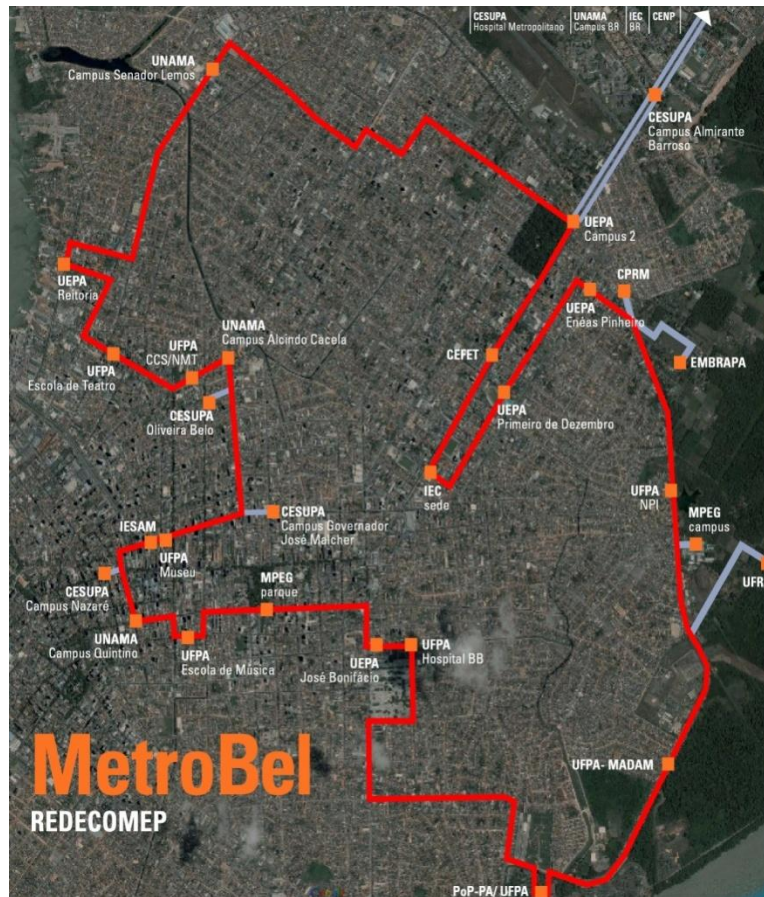 CESUPA
Hospital Metropolitano
UNAMA
Campus BR
IEC
BR
CENP
UNAMA
Campus Senador Lemos
CESUPA
Campus Almirante
Barroso
UEPA
Campus 2
UEPA
Reitoria
CPRM
UEPA
Enéas Pinheiro
UNAMA
Campus Alcindo Cacela
UFPA
CCS/NMT
UFPA
Escola de Teatro
CEFET
EMBRAPA
CESUPA
Oliveira Belo
UEPA
Primeiro de Dezembro
IEC
sede
UFPA
NPI
CESUPA
Campus Governador
José Malcher
IESAM
UFPA
Museu
MPEG
campus
CESUPA
Campus Nazaré
MPEG
parque
UFR
UNAMA
Campus Quintino
UFPA
Escola de Música
UEPA
José Bonifácio
UFPA
Hospital BB
MetroBel
REDECOMEP
UFPA- MADAM
PoP-PA/ UFPA